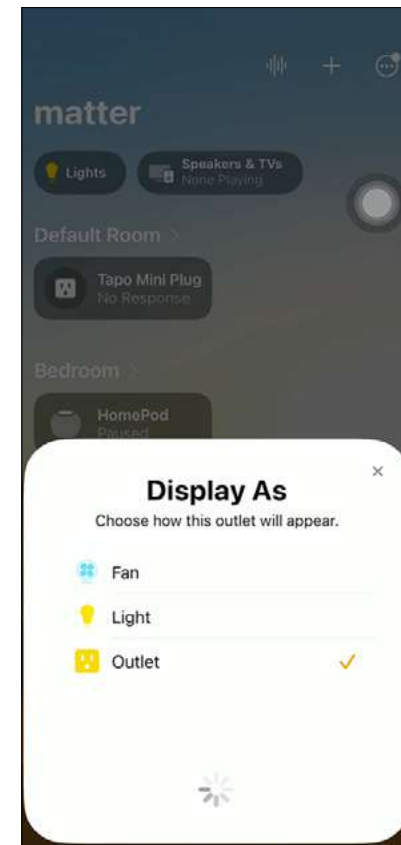 matter
Lights
Speakers & TVs
None Playing
Default Room >
Tapo Mini Plug
No Response
Bedroom >
HomePod
Paused
Display As
Choose how this outlet will appear.
Fan
Light
Outlet